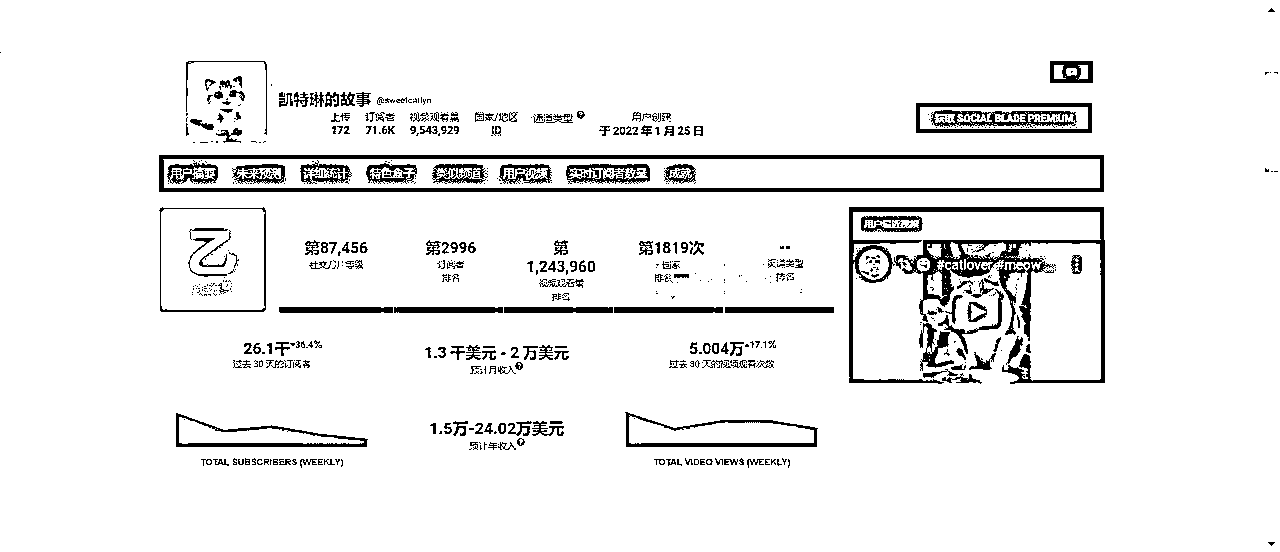 凯特琳的故事 @sweetcatlyn
上传 订阅者 视频观看量 国家/地区 通道类型 用户创建
172 71.6K 9,543,929 ID 于 2022 年 1 月 25 日
获取 SOCIAL BLADE PREMIUM
用户摘要 未来预测 详细统计 特色盒子 类似频道 用户视频 实时订阅者数量 成就
乙
第87,456
社交刀片等级
第2996
订阅者
排名
第
1,243,960
视频观看量
排名
第1819次
国家
排名
--
渠道类型
排名
#catlover #meow
26.1千 +36.4%
过去 30 天的订阅者
1.3 千美元 - 2 万美元
预计月收入
5.004万 +17.1%
过去 30 天的视频观看次数
1.5万-24.02万美元
预计年收入
TOTAL SUBSCRIBERS (WEEKLY)
TOTAL VIDEO VIEWS (WEEKLY)